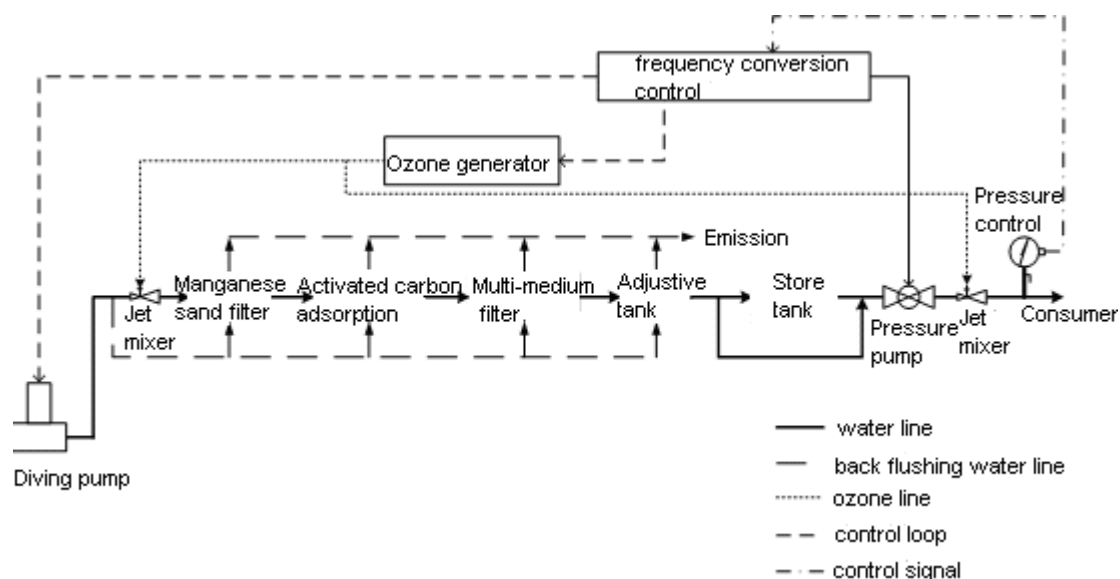 frequency conversion
control
Ozone generator
Pressure
control
Emission
Manganese
sand filter
Activated carbon
adsorption
Multi-medium
filter
Adjustive
tank
Store
tank
Jet
mixer
Pressure
pump
Jet
mixer
Consumer
Diving pump
water line
back flushing water line
ozone line
control loop
control signal